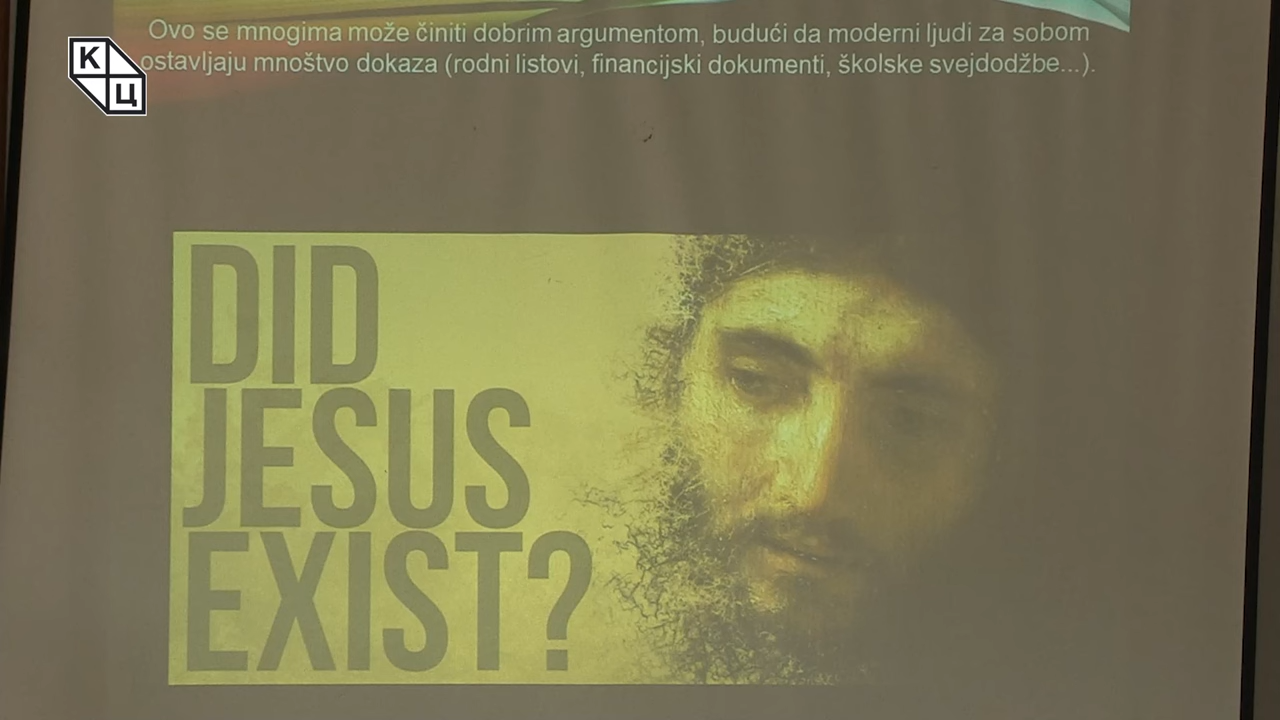 Ovo se mnogima može činiti dobrim argumentom, budući da moderni ljudi za sobom
ostavljaju mnoštvo dokaza (rodni listovi, financijski dokumenti, školske svejdodžbe...).
К
Ц
DID
JESUS
EXIST?